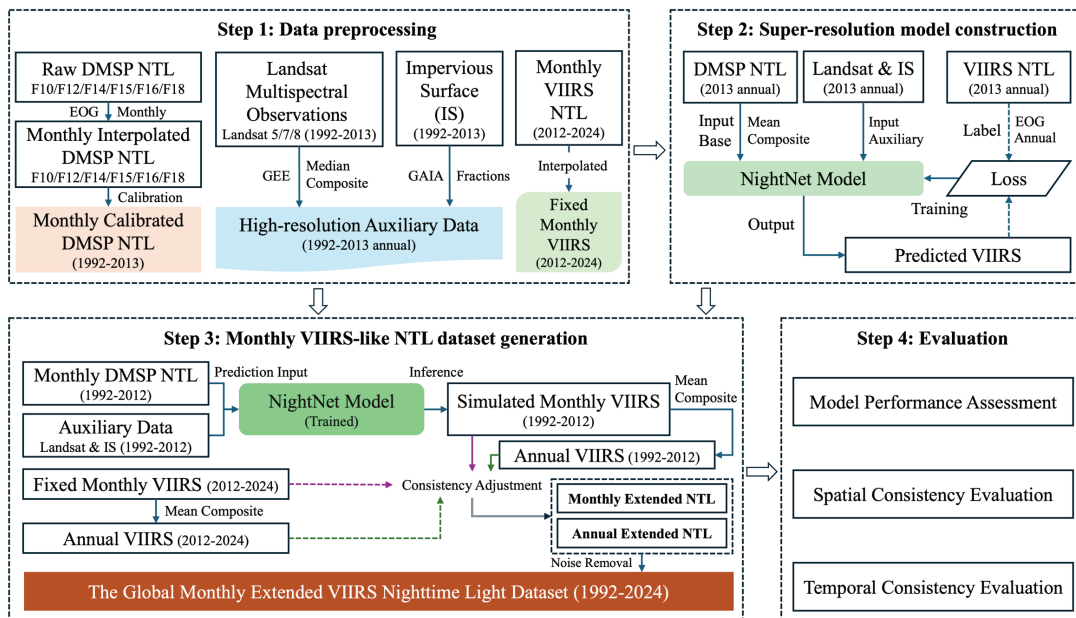 Step 1: Data preprocessing
Raw DMSP NTL
F10/F12/F14/F15/F16/F18
EOG
Monthly
Monthly Interpolated
DMSP NTL
F10/F12/F14/F15/F16/F18
Calibration
Monthly Calibrated
DMSP NTL
(1992-2013)
Landsat
Multispectral
Observations
Landsat 5/7/8 (1992-2013)
GEE
Median
Composite
Impervious
Surface
(IS)
(1992-2013)
GAIA
Fractions
High-resolution Auxiliary Data
(1992-2013 annual)
Monthly
VIIRS
NTL
(2012-2024)
Interpolated
Fixed
Monthly
VIIRS
(2012-2024)
Step 2: Super-resolution model construction
DMSP NTL
(2013 annual)
Landsat & IS
(2013 annual)
VIIRS NTL
(2013 annual)
Input
Base
Mean
Composite
Input
Auxiliary
Label
EOG
Annual
NightNet Model
Loss
Training
Output
Predicted VIIRS
Step 3: Monthly VIIRS-like NTL dataset generation
Monthly DMSP NTL
(1992-2012)
Auxiliary Data
Landsat & IS (1992-2012)
Prediction Input
NightNet Model
(Trained)
Inference
Simulated Monthly VIIRS
(1992-2012)
Mean
Composite
Annual VIIRS (1992-2012)
Fixed Monthly VIIRS (2012-2024)
Mean Composite
Annual VIIRS (2012-2024)
Consistency Adjustment
Monthly Extended NTL
Annual Extended NTL
Noise Removal
The Global Monthly Extended VIIRS Nighttime Light Dataset (1992-2024)
Step 4: Evaluation
Model Performance Assessment
Spatial Consistency Evaluation
Temporal Consistency Evaluation